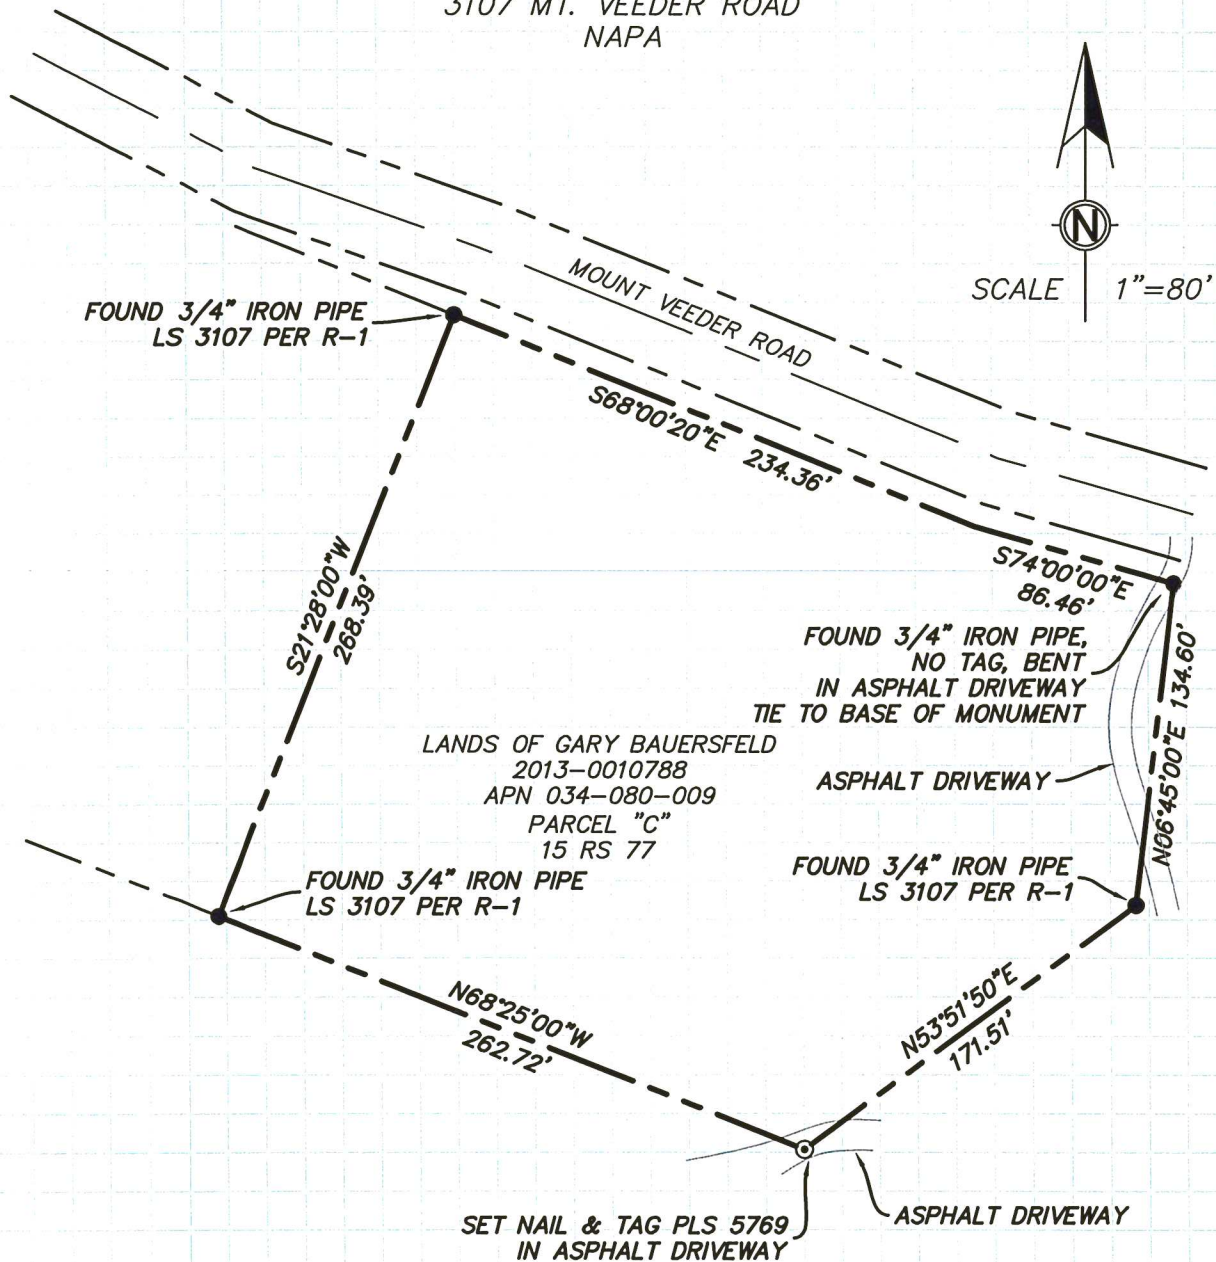 3107 MT. VEEDER ROAD
NAPA
N
SCALE 1"=80'
MOUNT VEEDER ROAD
FOUND 3/4" IRON PIPE
LS 3107 PER R-1
S68°00'20"E 234.36'
S74°00'00"E
86.46'
S21°28'00"W
268.39'
FOUND 3/4" IRON PIPE,
NO TAG, BENT
IN ASPHALT DRIVEWAY
TIE TO BASE OF MONUMENT
N06°45'00"E 134.60'
LANDS OF GARY BAUERSFELD
2013-0010788
APN 034-080-009
PARCEL "C"
15 RS 77
ASPHALT DRIVEWAY
FOUND 3/4" IRON PIPE
LS 3107 PER R-1
FOUND 3/4" IRON PIPE
LS 3107 PER R-1
N68°25'00"W
262.72'
N53°51'50"E
171.51'
SET NAIL & TAG PLS 5769
IN ASPHALT DRIVEWAY
ASPHALT DRIVEWAY